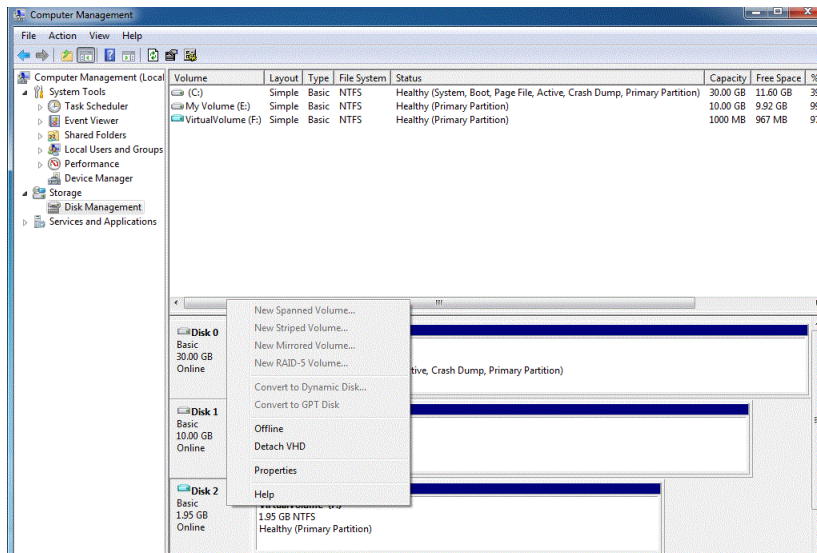 Computer Management
File Action View Help
Computer Management (Local
System Tools
Task Scheduler
Event Viewer
Shared Folders
Local Users and Groups
Performance
Device Manager
Storage
Disk Management
Services and Applications
Volume Layout Type File System Status Capacity Free Space %
(C:) Simple Basic NTFS Healthy (System, Boot, Page File, Active, Crash Dump, Primary Partition) 30.00 GB 11.60 GB 39
My Volume (E:) Simple Basic NTFS Healthy (Primary Partition) 10.00 GB 9.92 GB 99
VirtualVolume (F:) Simple Basic NTFS Healthy (Primary Partition) 1000 MB 967 MB 97
New Spanned Volume...
New Striped Volume...
New Mirrored Volume...
New RAID-5 Volume...
Convert to Dynamic Disk...
Convert to GPT Disk
Offline
Detach VHD
Properties
Help
Disk 0
Basic
30.00 GB
Online
tive, Crash Dump, Primary Partition)
Disk 1
Basic
10.00 GB
Online
Disk 2
Basic
1.95 GB
Online
1.95 GB NTFS
Healthy (Primary Partition)